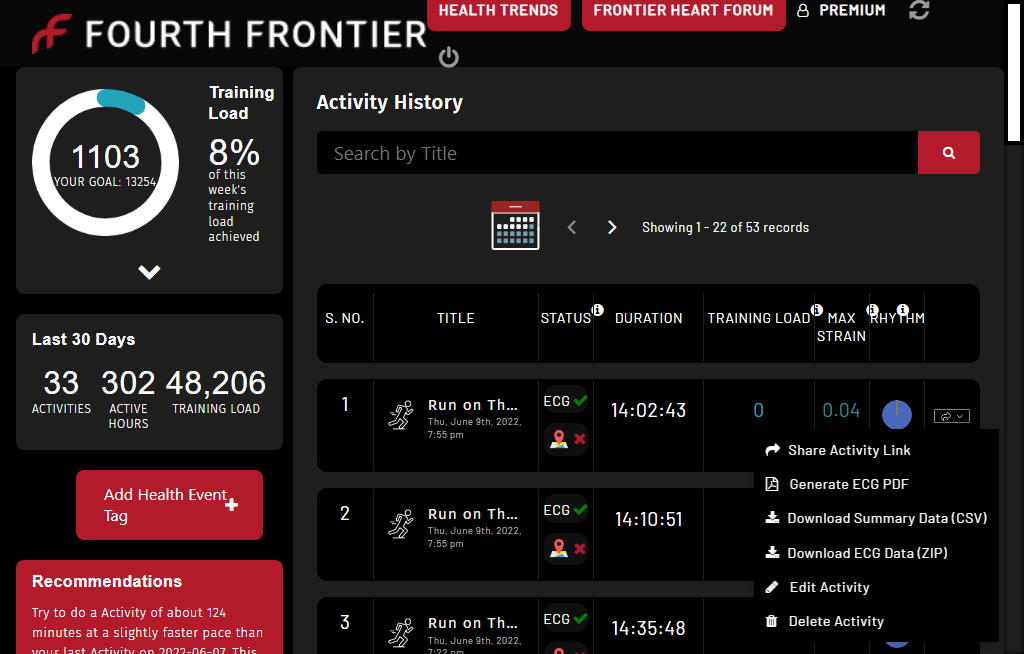 FOURTH FRONTIER
HEALTH TRENDS
FRONTIER HEART FORUM
PREMIUM
1103
YOUR GOAL: 13254
Training
Load
8%
of this
week's
training
load
achieved
Last 30 Days
33
ACTIVITIES
302
ACTIVE
HOURS
48,206
TRAINING LOAD
Add Health Event
Tag
Recommendations
Try to do a Activity of about 124
minutes at a slightly faster pace than
your last Activity on 2022-06-07. This
Activity History
Search by Title
Showing 1 - 22 of 53 records
S. NO.
TITLE
STATUS
DURATION
TRAINING LOAD
MAX
STRAIN
RHYTHM
1
Run on Th...
Thu, June 9th, 2022,
7:55 pm
ECG
14:02:43
0
0.04
Share Activity Link
Generate ECG PDF
Download Summary Data (CSV)
Download ECG Data (ZIP)
Edit Activity
Delete Activity
2
Run on Th...
Thu, June 9th, 2022,
7:55 pm
ECG
14:10:51
3
Run on Th...
Thu, June 9th, 2022,
7:22 pm
ECG
14:35:48